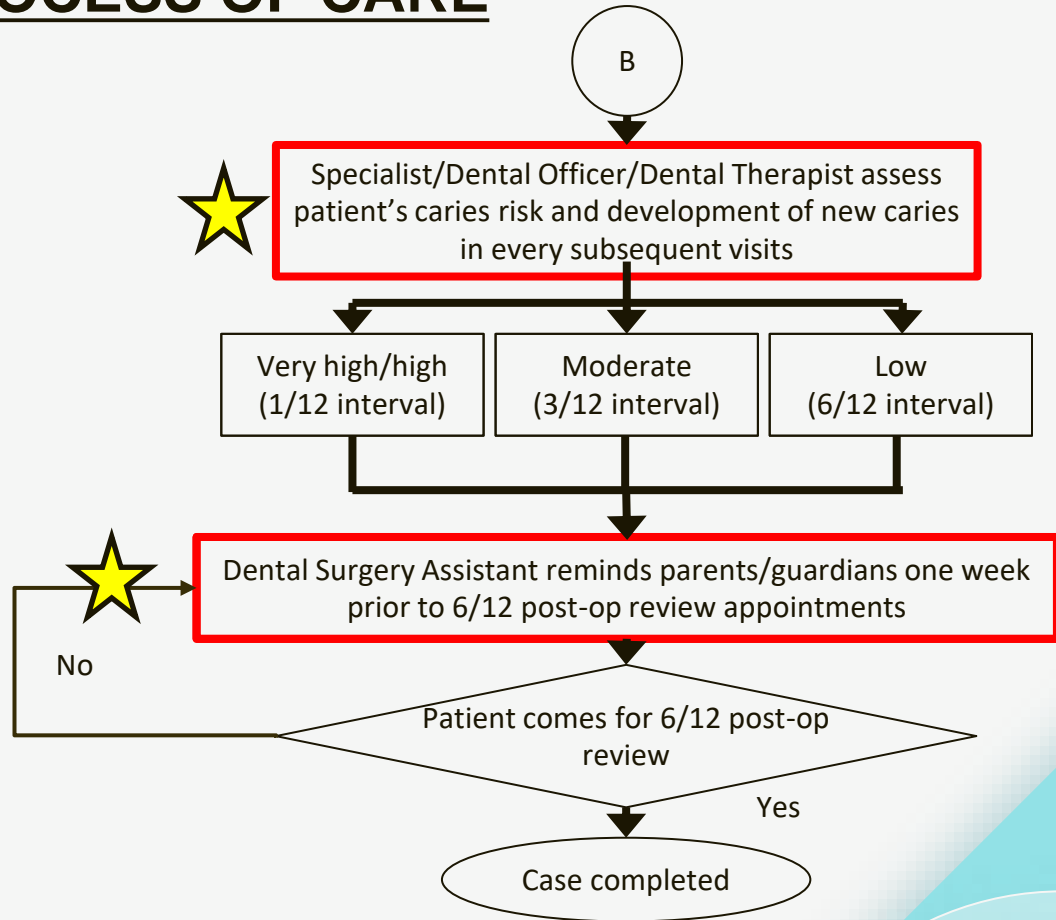 OCESS OF CARE
B
Specialist/Dental Officer/Dental Therapist assess
patient's caries risk and development of new caries
in every subsequent visits
Very high/high
(1/12 interval)
Moderate
(3/12 interval)
Low
(6/12 interval)
Dental Surgery Assistant reminds parents/guardians one week
prior to 6/12 post-op review appointments
No
Patient comes for 6/12 post-op
review
Yes
Case completed